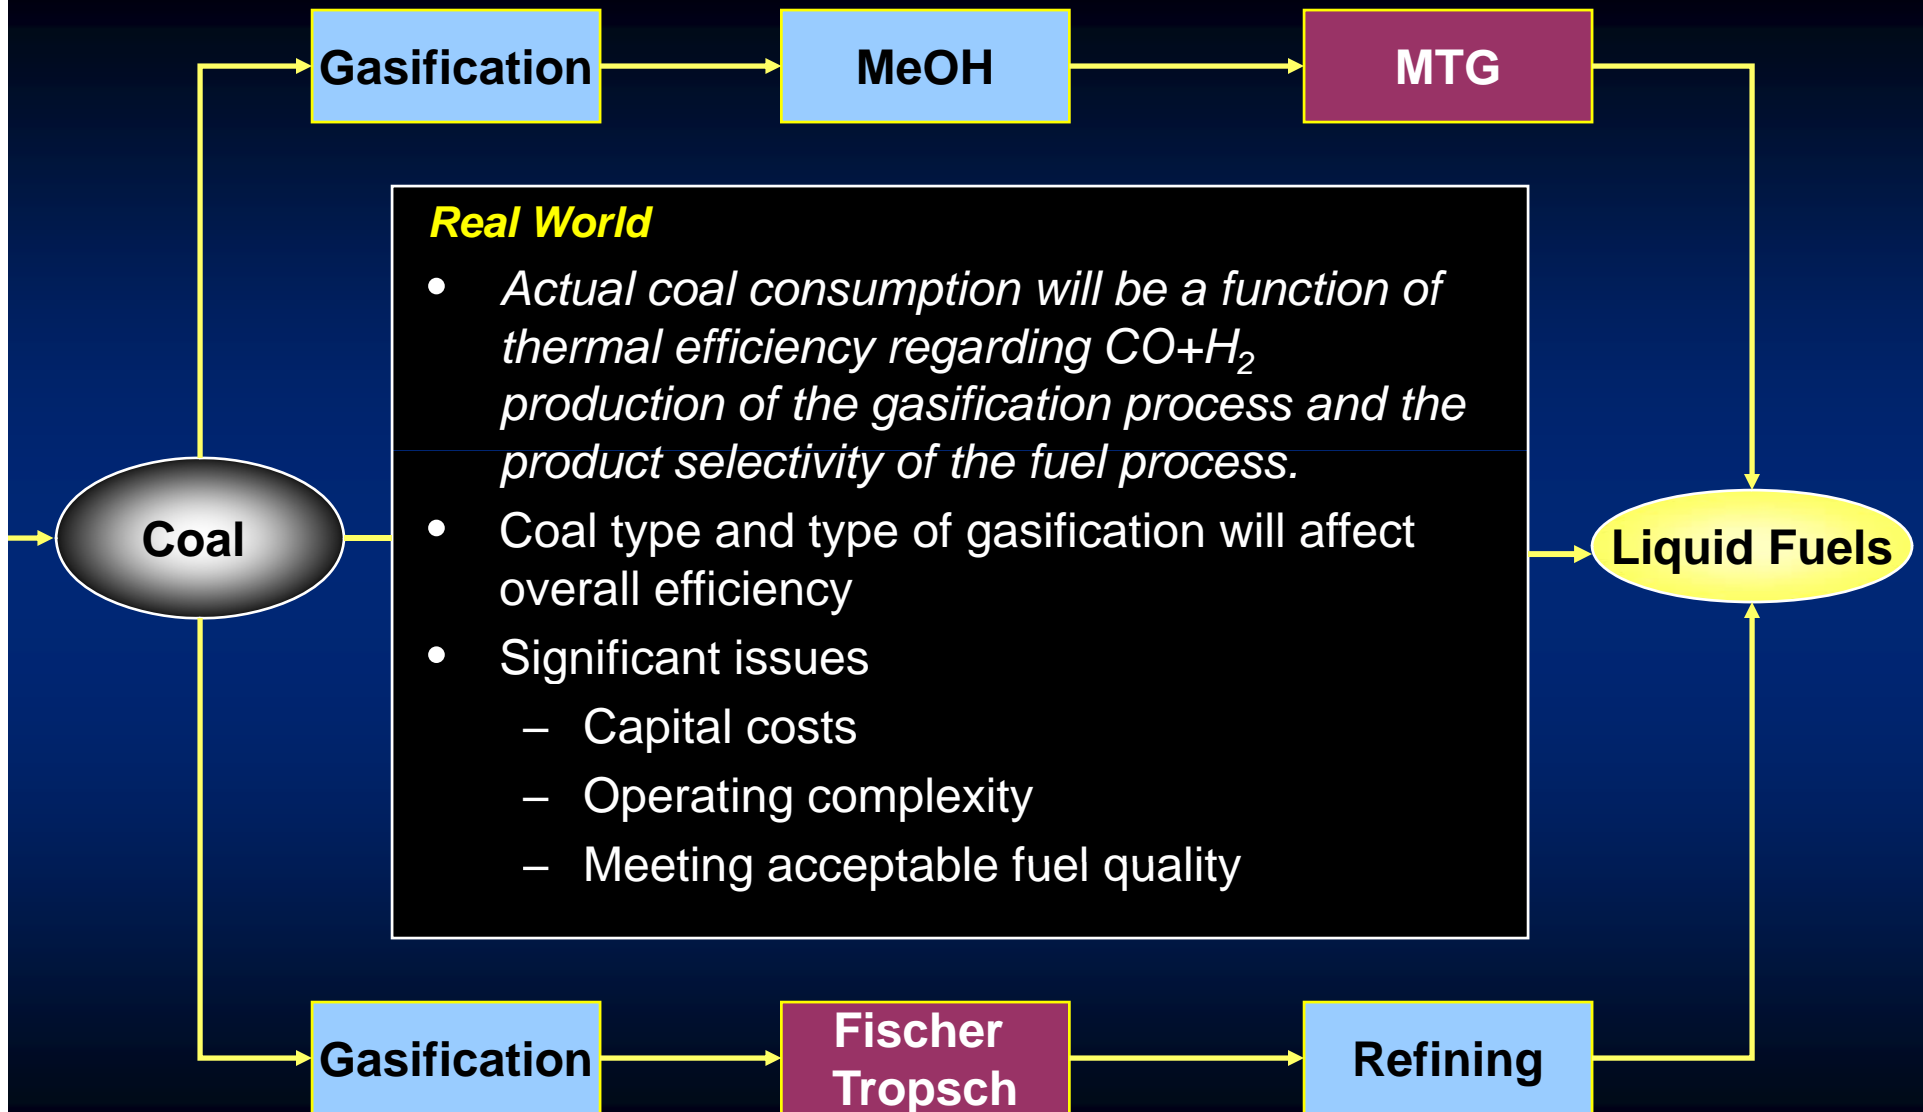 Gasification
MeOH
MTG
Real World
• Actual coal consumption will be a function of
thermal efficiency regarding CO+H₂
production of the gasification process and the
product selectivity of the fuel process.
• Coal type and type of gasification will affect
overall efficiency
• Significant issues
– Capital costs
– Operating complexity
– Meeting acceptable fuel quality
Coal
Liquid Fuels
Gasification
Fischer
Tropsch
Refining